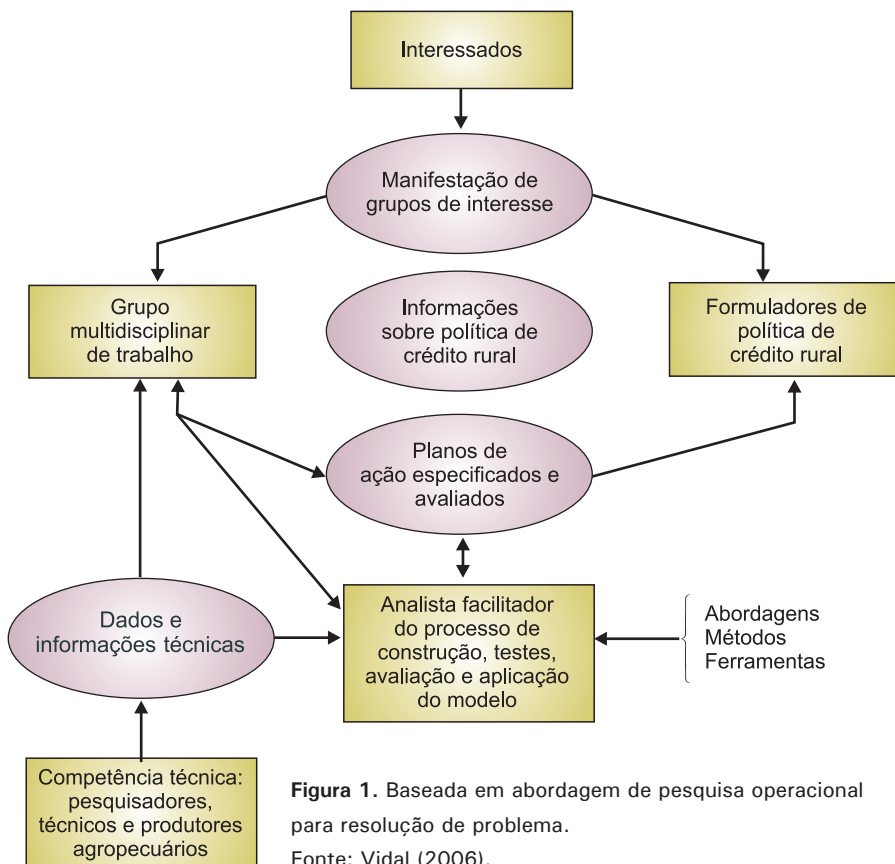 Interessados
Manifestação de
grupos de interesse
Grupo
multidisciplinar
de trabalho
Informações
sobre política de
crédito rural
Formuladores de
política de
crédito rural
Planos de
ação especificados e
avaliados
Dados e
informações técnicas
Analista facilitador
do processo de
construção, testes,
avaliação e aplicação
do modelo
Abordagens
Métodos
Ferramentas
Competência técnica:
pesquisadores,
técnicos e produtores
agropecuários
Figura 1. Baseada em abordagem de pesquisa operacional
para resolução de problema.
Fonte: Vidal (2006).